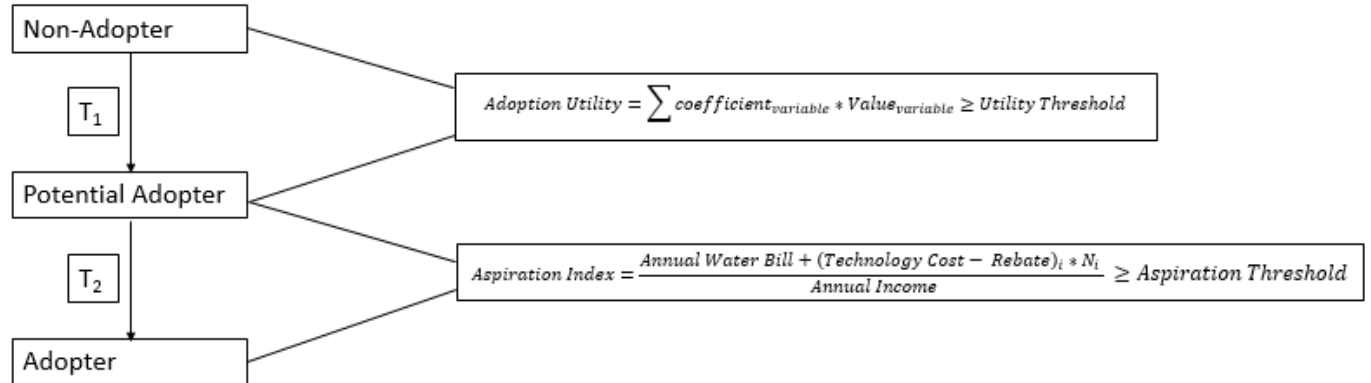 Non-Adopter
T₁
Adoption Utility = ∑ coefficient_variable * Value_variable ≥ Utility Threshold
Potential Adopter
T₂
Aspiration Index = (Annual Water Bill + (Technology Cost − Rebate)_i * N_i) / Annual Income ≥ Aspiration Threshold
Adopter